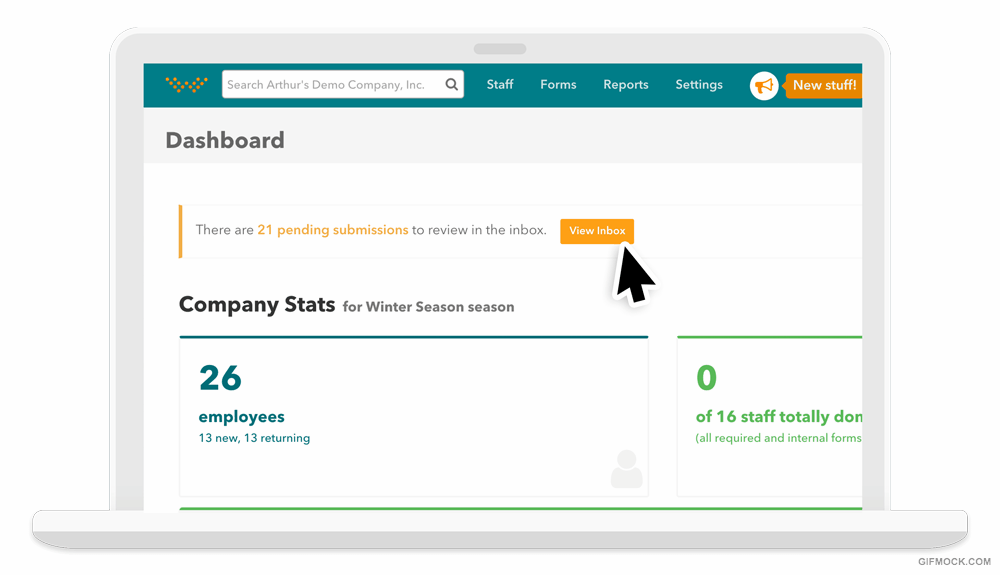 Search Arthur's Demo Company, Inc.
Staff
Forms
Reports
Settings
New stuff!
Dashboard
There are 21 pending submissions to review in the inbox.
View Inbox
Company Stats for Winter Season season
26
employees
13 new, 13 returning
0
of 16 staff totally don
(all required and internal forms
GIFMOCK.COM